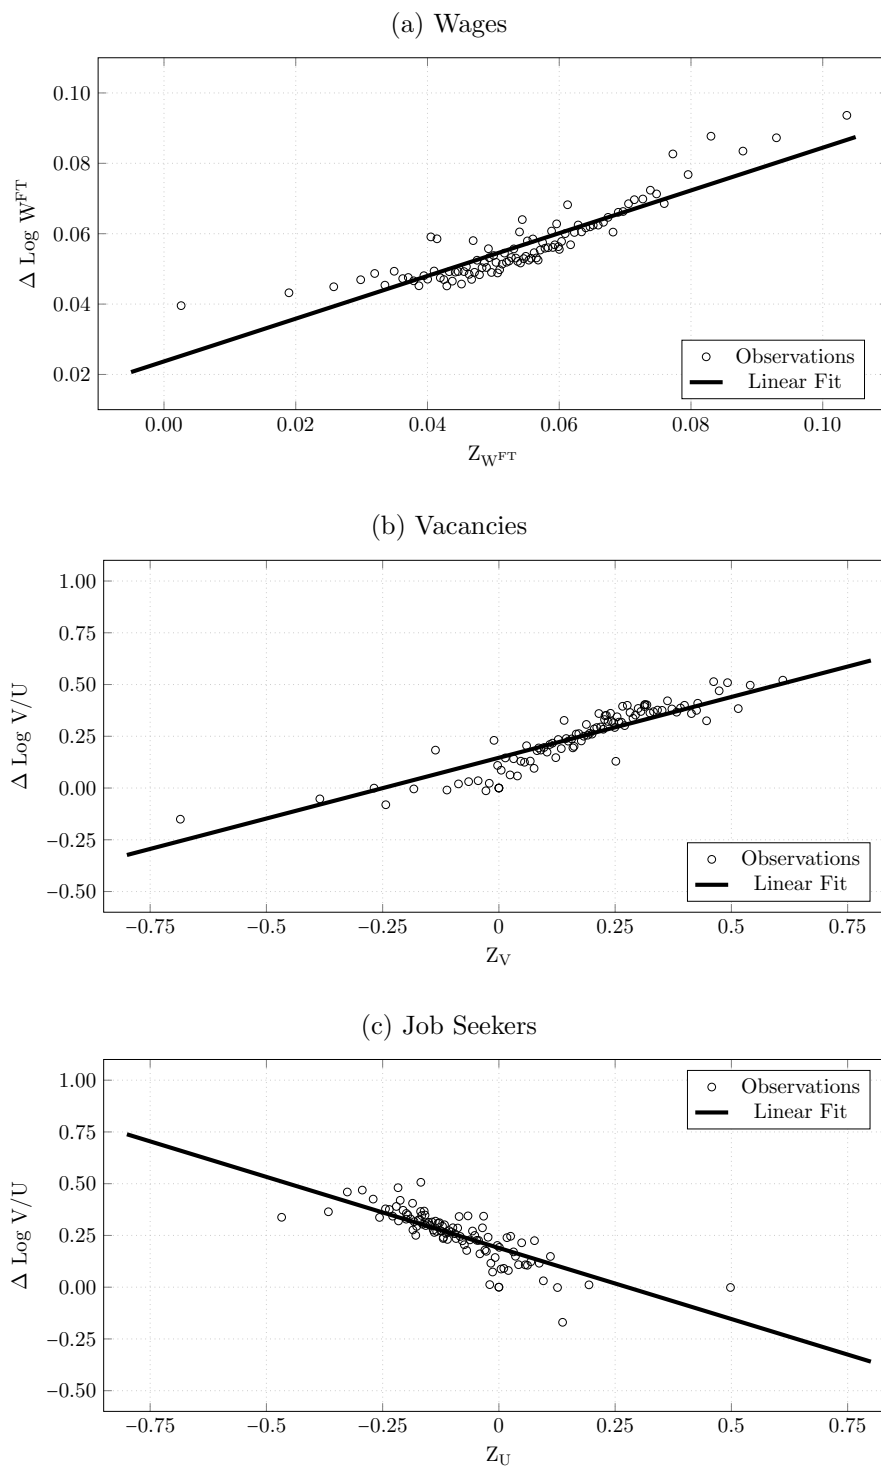 (a) Wages
0.10
0.08
0.06
0.04
0.02
Δ Log W^FT
Observations
Linear Fit
0.00 0.02 0.04 0.06 0.08 0.10
Z_W^FT
(b) Vacancies
1.00
0.75
0.50
0.25
0.00
−0.25
−0.50
Δ Log V/U
Observations
Linear Fit
−0.75 −0.5 −0.25 0 0.25 0.5 0.75
Z_V
(c) Job Seekers
1.00
0.75
0.50
0.25
0.00
−0.25
−0.50
Δ Log V/U
Observations
Linear Fit
−0.75 −0.5 −0.25 0 0.25 0.5 0.75
Z_U